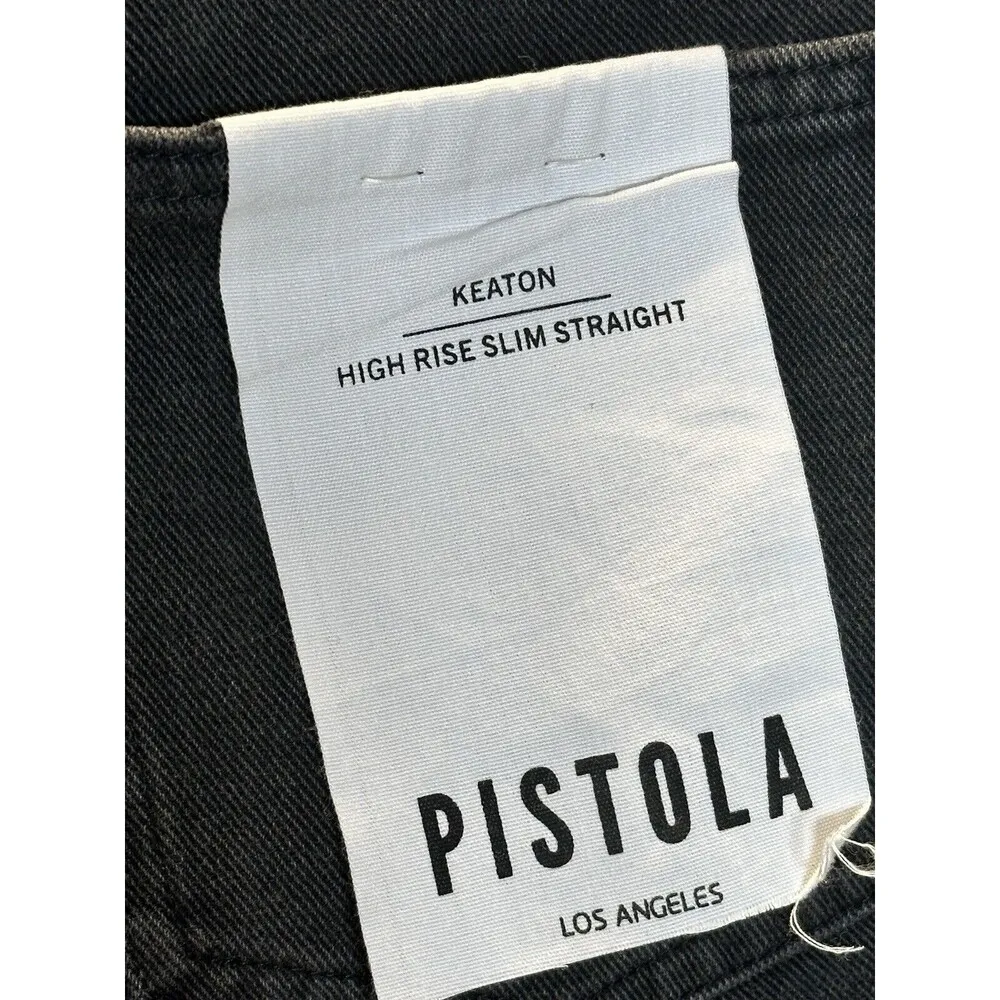 KEATON
HIGH RISE SLIM STRAIGHT
PISTOLA
LOS ANGELES